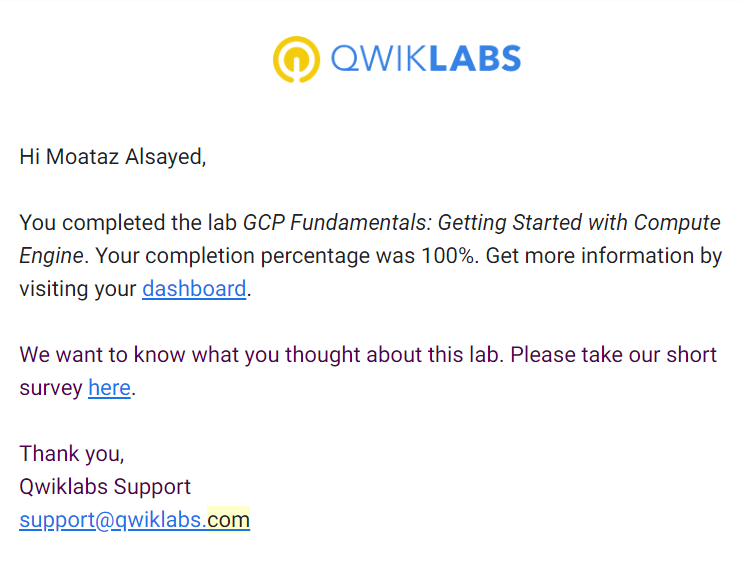 QWIKLABS
Hi Moataz Alsayed,
You completed the lab GCP Fundamentals: Getting Started with Compute
Engine. Your completion percentage was 100%. Get more information by
visiting your dashboard.
We want to know what you thought about this lab. Please take our short
survey here.
Thank you,
Qwiklabs Support
support@qwiklabs.com